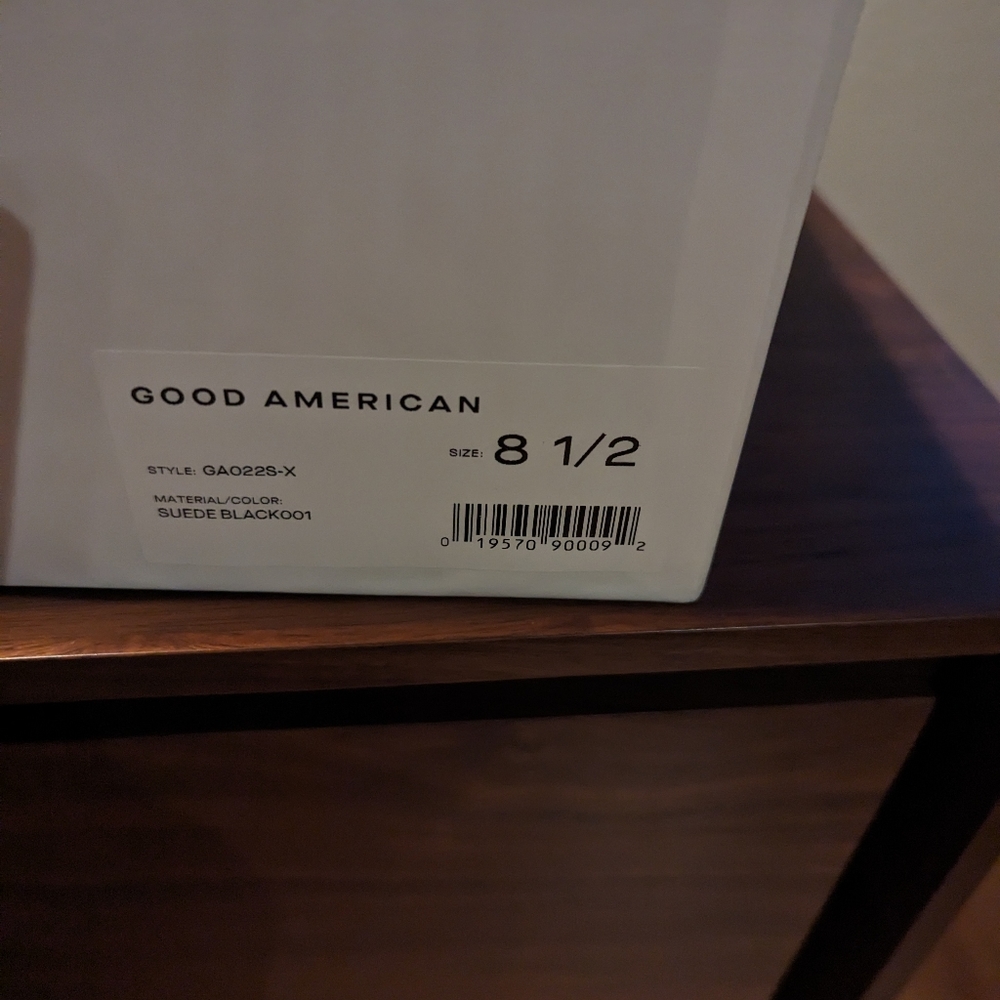 GOOD AMERICAN
SIZE: 8 1/2
STYLE: GA022S-X
MATERIAL/COLOR:
SUEDE BLACK001
0 19570 90009 2